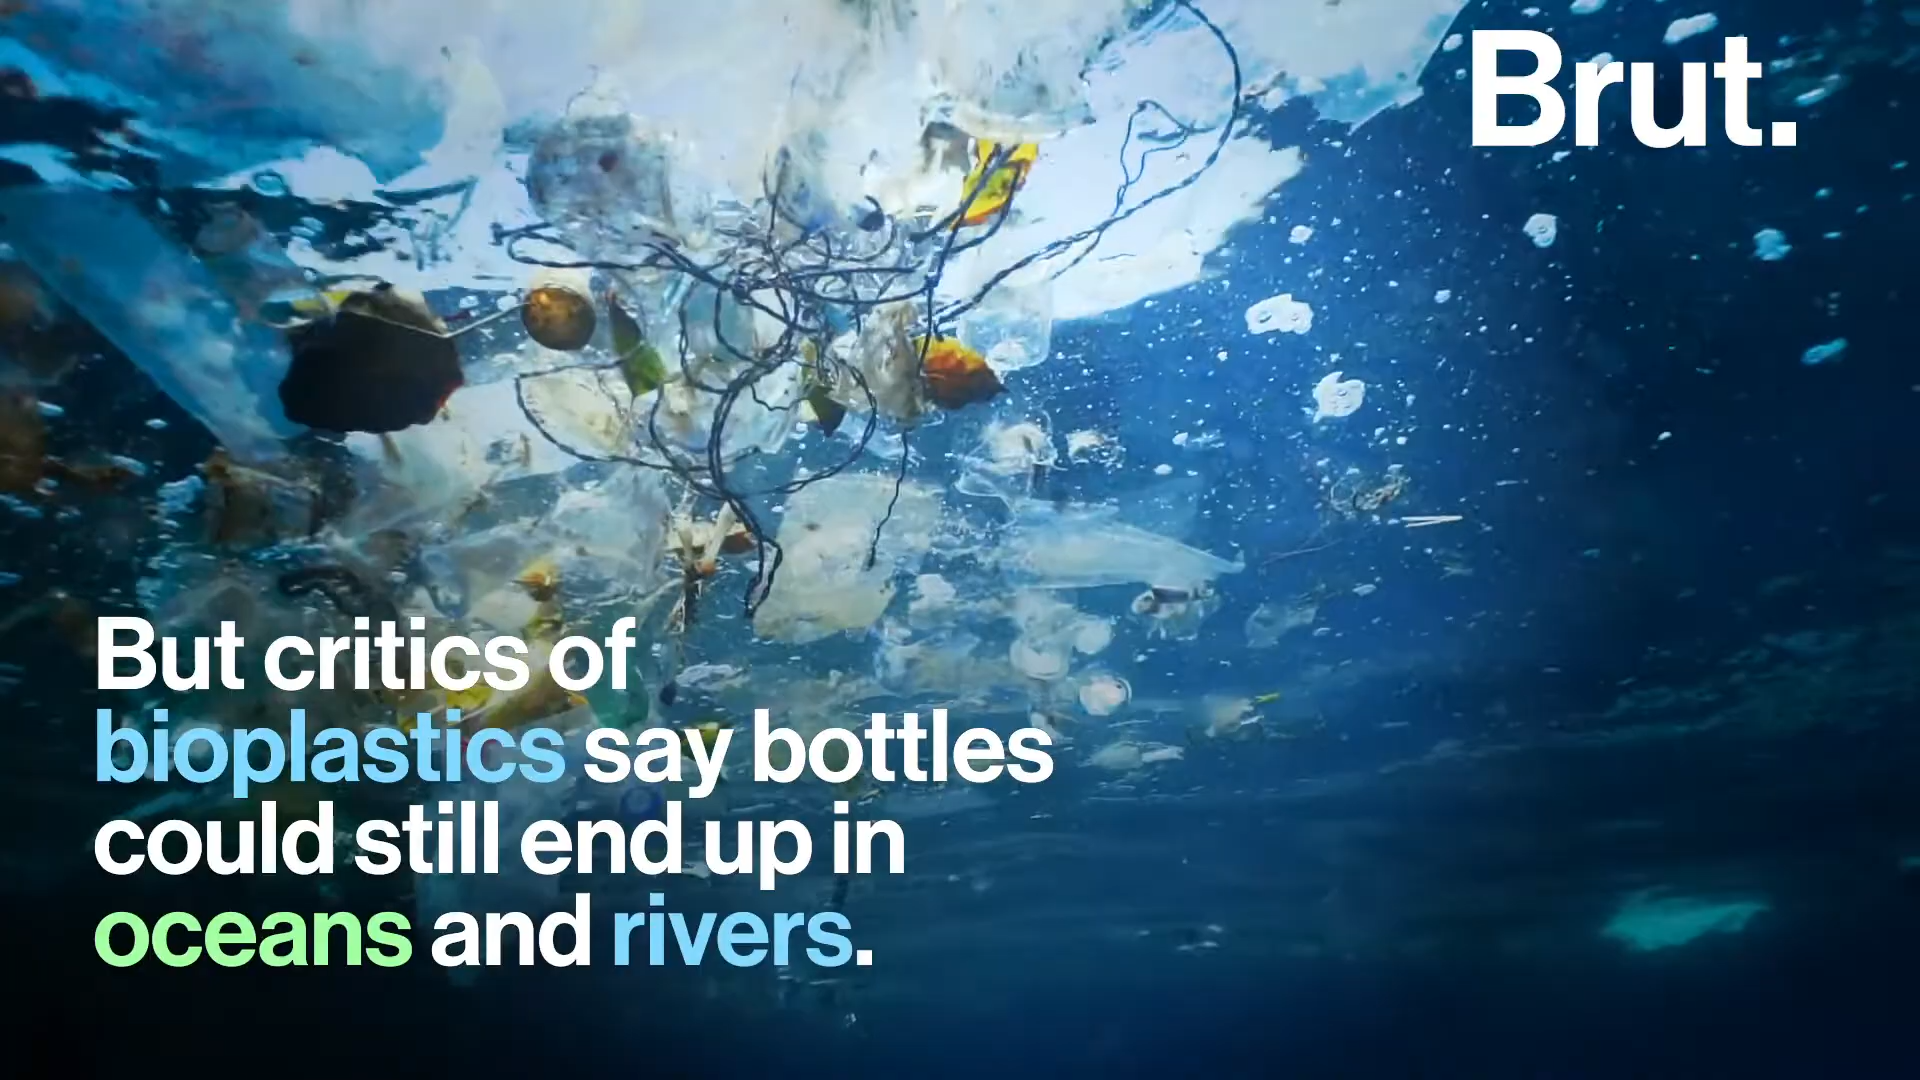 Brut.
But critics of
bioplastics say bottles
could still end up in
oceans and rivers.